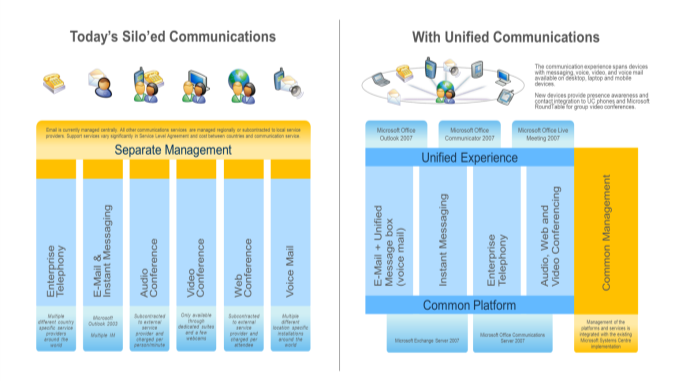 Today's Silo'ed Communications
Email is currently managed centrally. All other communications services, are managed regionally or subcontracted to local service
providers. Support services vary significantly in Service Level Agreement and cost between countries and communication service
Separate Management
Enterprise
Telephony
E-Mail &
Instant Messaging
Audio
Conference
Video
Conference
Web
Conference
Voice Mail
Multiple
different country
specific service
providers
around the
world
Microsoft
Outlook 2003
Multiple IM
Subcontracted
to external
service
provider and
charged per
person/minute
Only available
through
dedicated suites
and a few
webcams
Subcontracted
to external
service
provider and
charged per
attendee
Multiple
different
location specific
installations
around the
world
With Unified Communications
The communication experience spans devices
with messaging, voice, video, and voice mail
available on desktop, laptop and mobile
devices.
New devices provide presence awareness and
contact integration to UC phones and Microsoft
RoundTable for group video conferences.
Microsoft Office
Outlook 2007
Microsoft Office
Communicator 2007
Microsoft Office Live
Meeting 2007
Unified Experience
E-Mail + Unified
Message box
(voice mail)
Instant Messaging
Enterprise
Telephony
Audio, Web and
Video Conferencing
Common Management
Common Platform
Microsoft Exchange Server 2007
Microsoft Office Communications
Server 2007
Management of the
platforms and services is
integrated with the existing
Microsoft Systems Centre
implementation